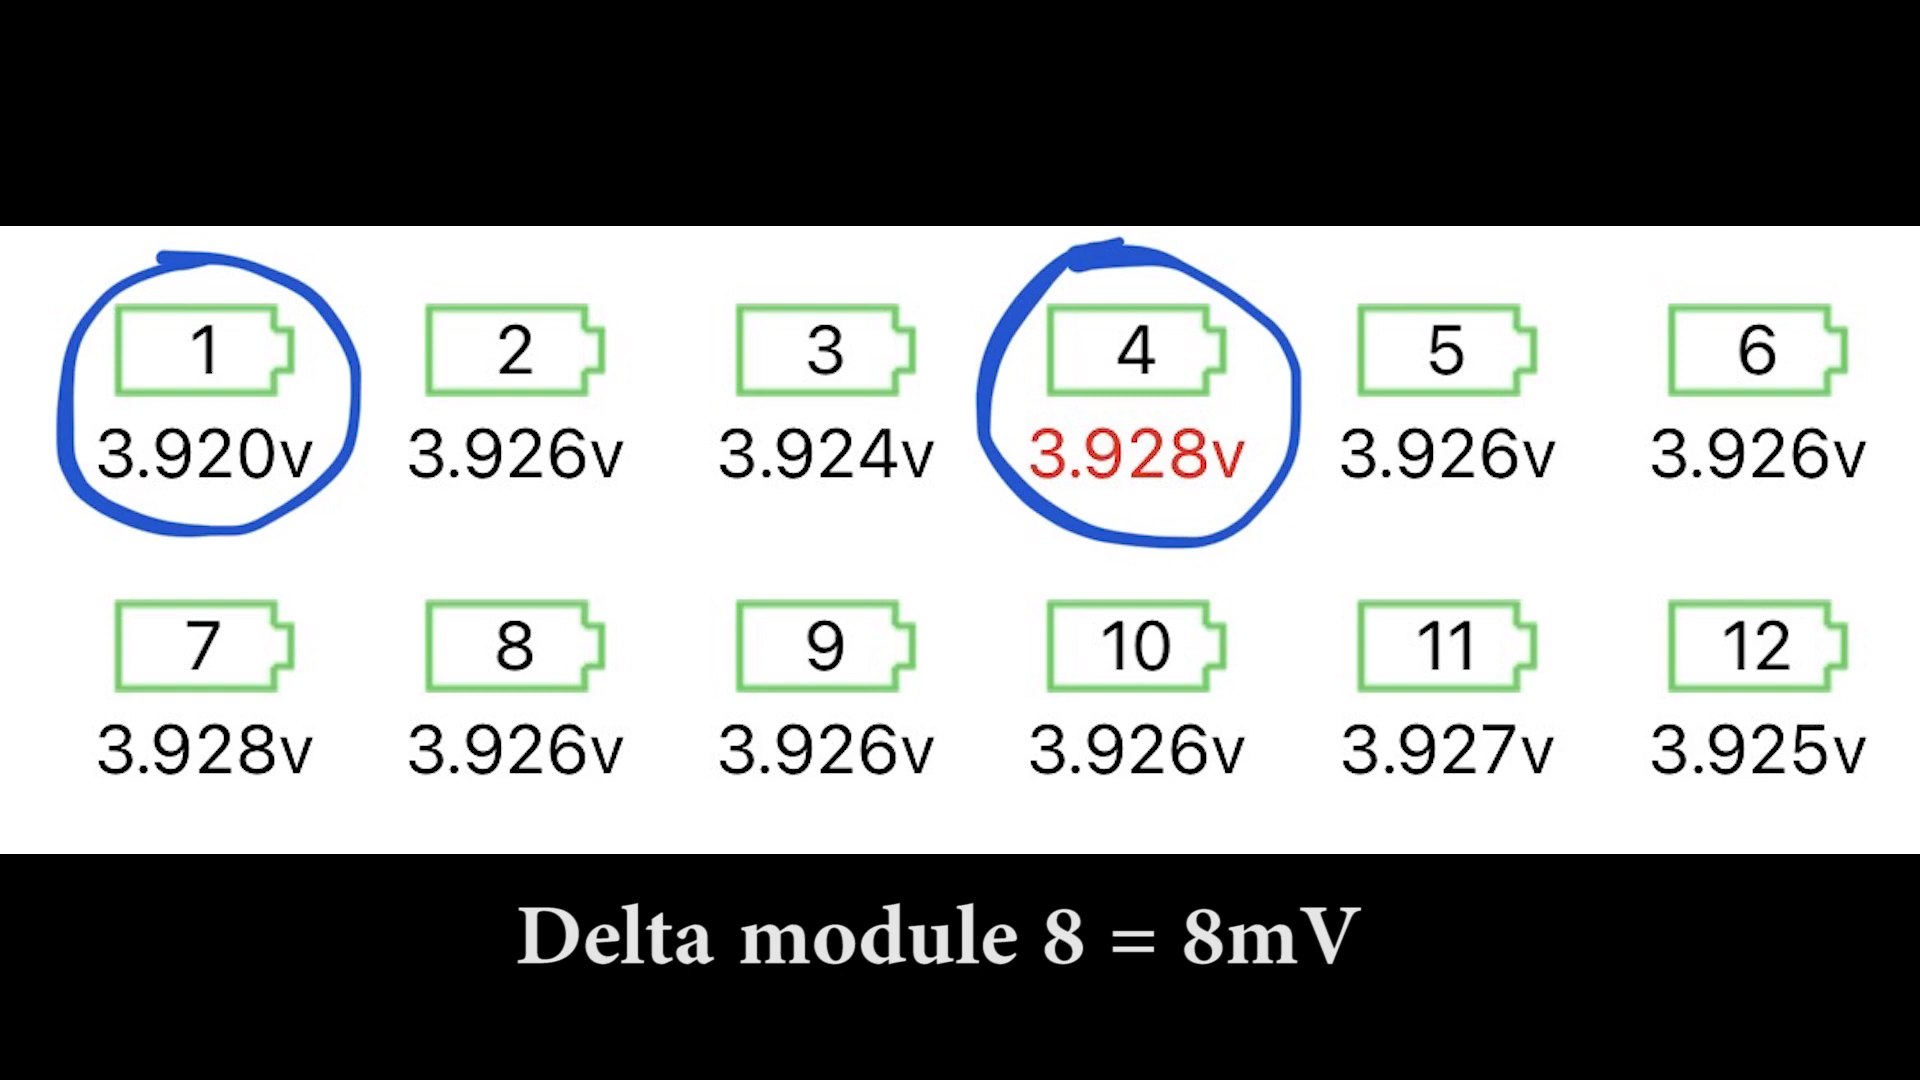 1 2 3 4 5 6
3.920v 3.926v 3.924v 3.928v 3.926v 3.926v
7 8 9 10 11 12
3.928v 3.926v 3.926v 3.926v 3.927v 3.925v
Delta module 8 = 8mV